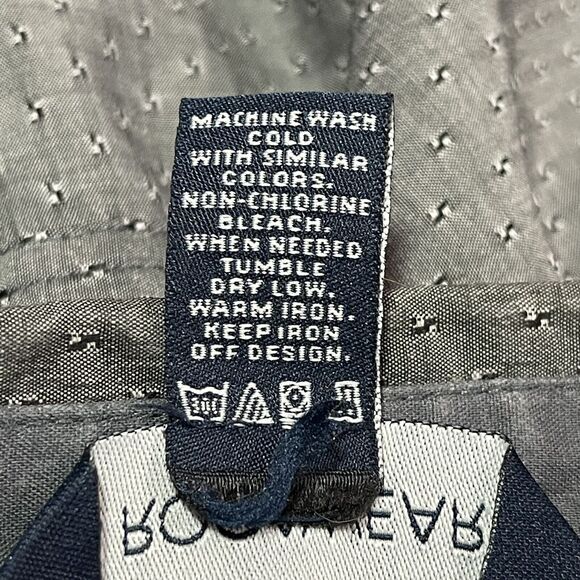 MACHINE WASH
COLD
WITH SIMILAR
COLORS.
NON-CHLORINE
BLEACH.
WHEN NEEDED
TUMBLE
DRY LOW.
WARM IRON.
KEEP IRON
OFF DESIGN.
ROCAWEAR